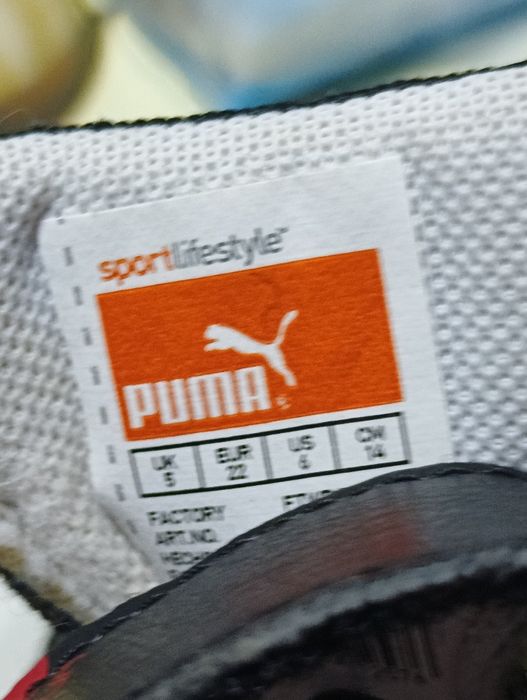 sportlifestyle
PUMA
UK EUR US CM
5 22 6 14
FACTORY
ART.NO.